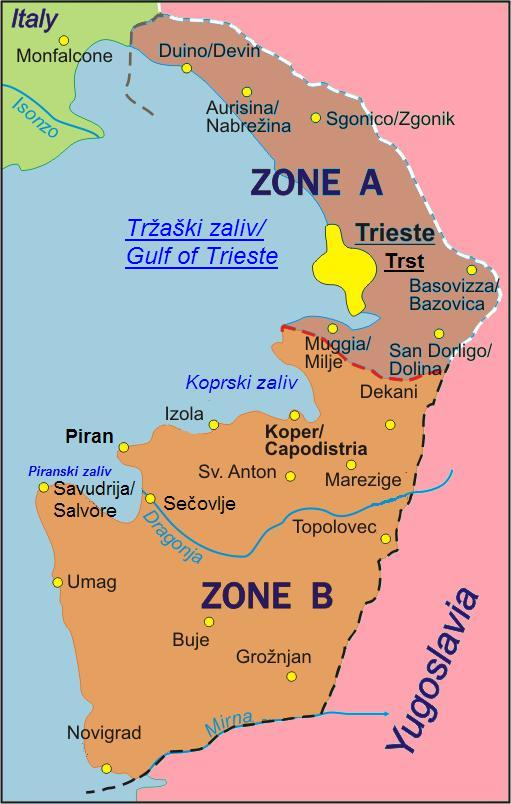 Italy
Monfalcone
Isonzo
Duino/Devin
Aurisina/
Nabrežina
Sgonico/Zgonik
ZONE A
Tržaški zaliv/
Gulf of Trieste
Trieste
Trst
Basovizza/
Bazovica
Muggia/
Milje
San Dorligo/
Dolina
Koprski zaliv
Dekani
Izola
Koper/
Capodistria
Piran
Piranski zaliv
Sv. Anton
Marezige
Savudrija/
Salvore
Sečovlje
Dragonja
Topolovec
Umag
ZONE B
Buje
Grožnjan
Yugoslavia
Mirna
Novigrad